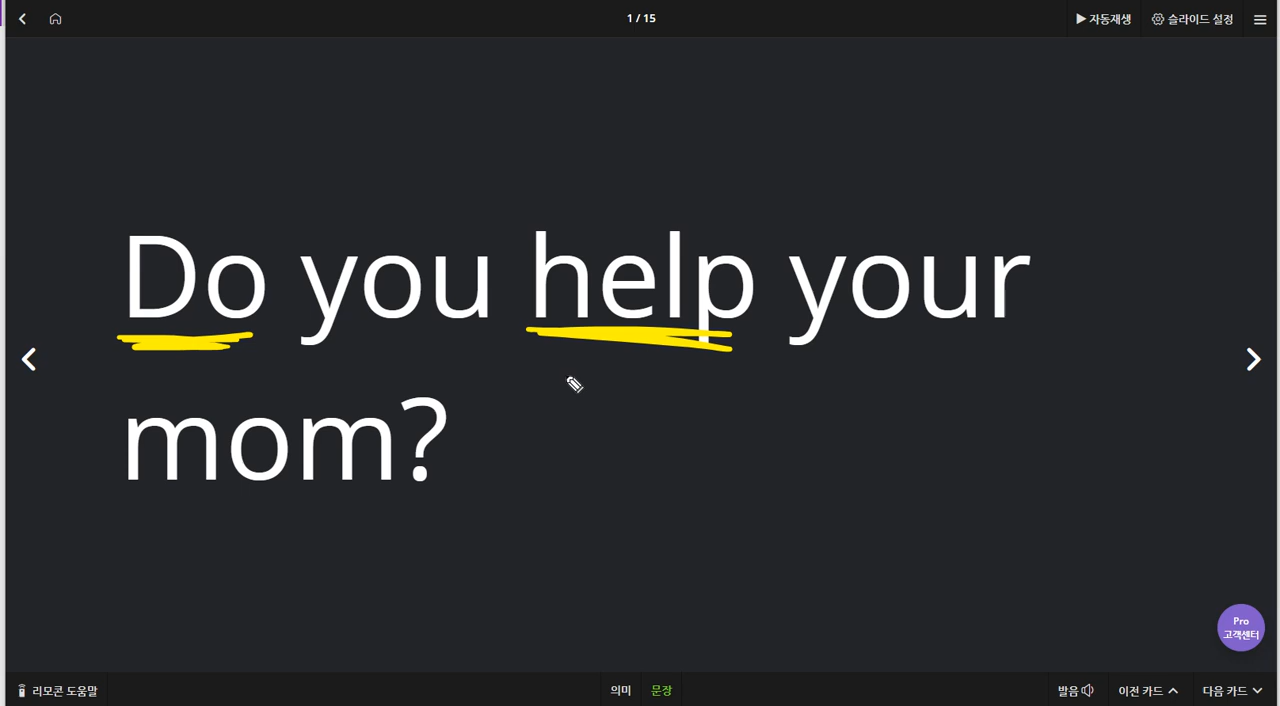 1 / 15
자동재생
슬라이드 설정
Do you help your
mom?
Pro
고객센터
리모콘 도움말
의미
문장
발음
이전 카드
다음 카드